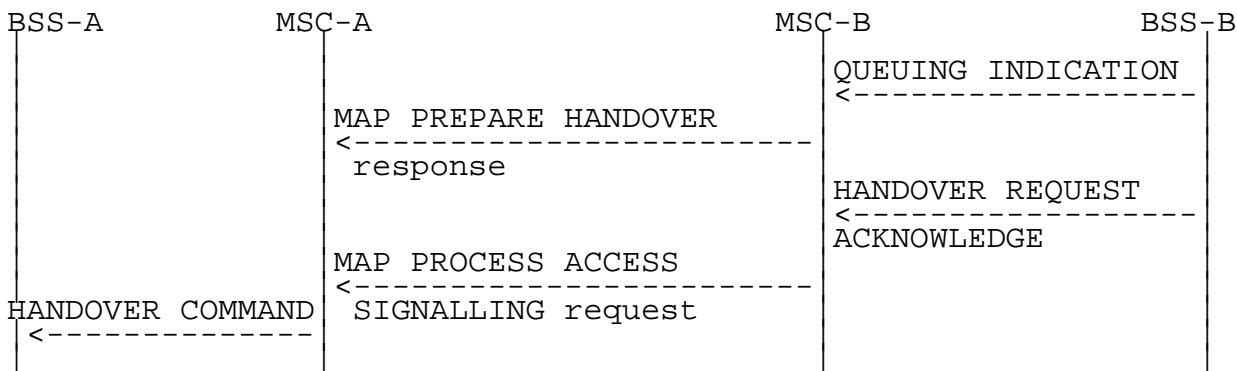 BSS-A MSC-A MSC-B BSS-B
QUEUING INDICATION
MAP PREPARE HANDOVER
response
HANDOVER REQUEST
ACKNOWLEDGE
MAP PROCESS ACCESS
HANDOVER COMMAND SIGNALLING request